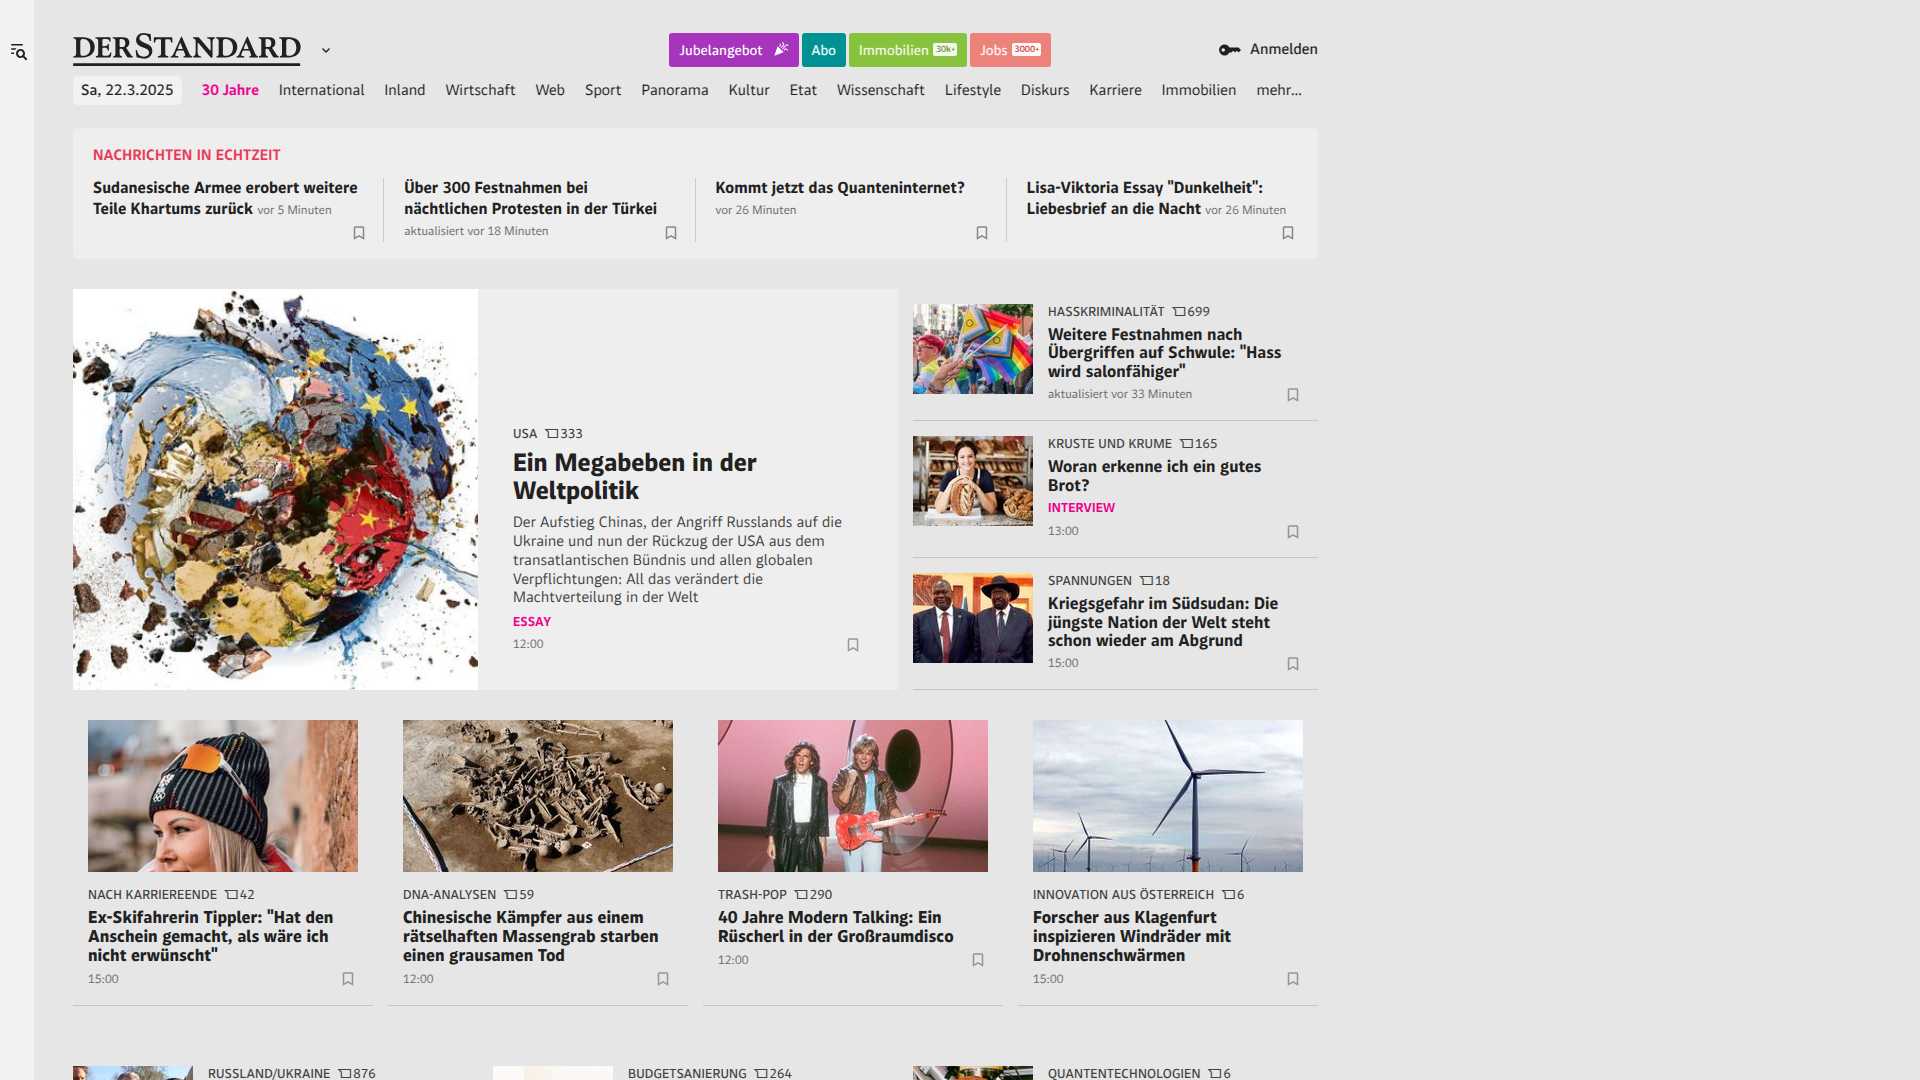 DERSTANDARD
Jubelangebot
Abo
Immobilien 30k+
Jobs 3000+
Anmelden
Sa, 22.3.2025 30 Jahre International Inland Wirtschaft Web Sport Panorama Kultur Etat Wissenschaft Lifestyle Diskurs Karriere Immobilien mehr...
NACHRICHTEN IN ECHTZEIT
Sudanesische Armee erobert weitere
Teile Khartums zurück vor 5 Minuten
Über 300 Festnahmen bei
nächtlichen Protesten in der Türkei
aktualisiert vor 18 Minuten
Kommt jetzt das Quanteninternet?
vor 26 Minuten
Lisa-Viktoria Essay "Dunkelheit":
Liebesbrief an die Nacht vor 26 Minuten
USA 333
Ein Megabeben in der
Weltpolitik
Der Aufstieg Chinas, der Angriff Russlands auf die
Ukraine und nun der Rückzug der USA aus dem
transatlantischen Bündnis und allen globalen
Verpflichtungen: All das verändert die
Machtverteilung in der Welt
ESSAY
12:00
HASSKRIMINALITÄT 699
Weitere Festnahmen nach
Übergriffen auf Schwule: "Hass
wird salonfähiger"
aktualisiert vor 33 Minuten
KRUSTE UND KRUME 165
Woran erkenne ich ein gutes
Brot?
INTERVIEW
13:00
SPANNUNGEN 18
Kriegsgefahr im Südsudan: Die
jüngste Nation der Welt steht
schon wieder am Abgrund
15:00
NACH KARRIEREENDE 42
Ex-Skifahrerin Tippler: "Hat den
Anschein gemacht, als wäre ich
nicht erwünscht"
15:00
DNA-ANALYSEN 59
Chinesische Kämpfer aus einem
rätselhaften Massengrab starben
einen grausamen Tod
12:00
TRASH-POP 290
40 Jahre Modern Talking: Ein
Rüscherl in der Großraumdisco
12:00
INNOVATION AUS ÖSTERREICH 6
Forscher aus Klagenfurt
inspizieren Windräder mit
Drohnenschwärmen
15:00
RUSSLAND/UKRAINE 876
BUDGETSANIERUNG 264
QUANTENTECHNOLOGIEN 6